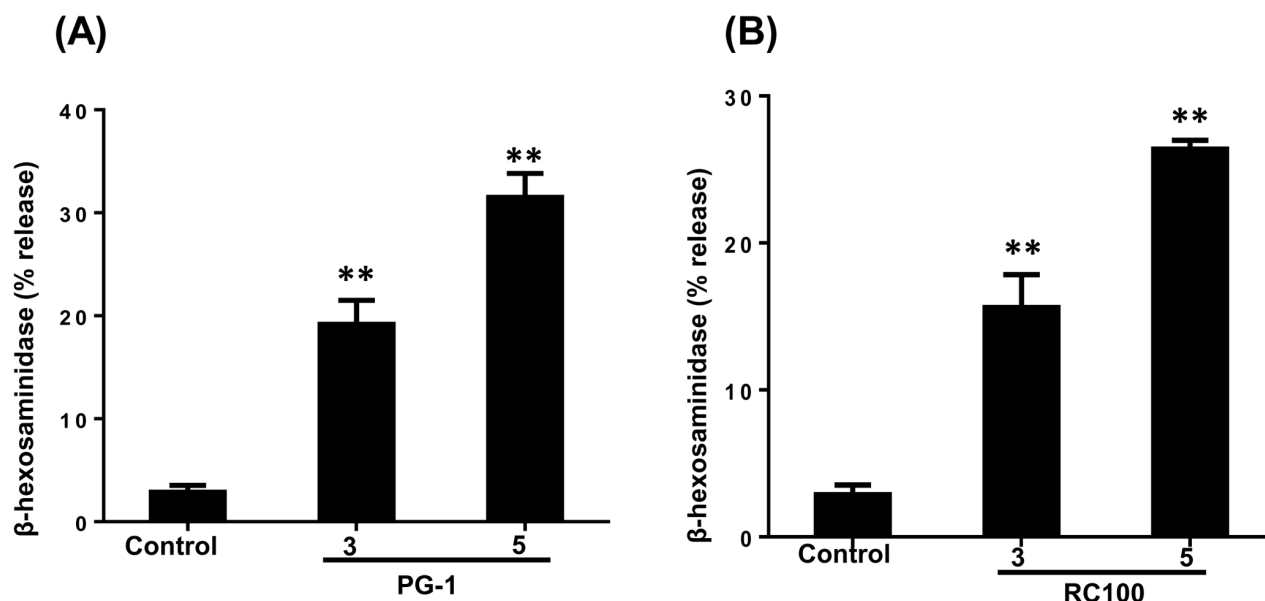 (A)
β-hexosaminidase (% release)
40
30
20
10
0
**
**
Control
3
5
PG-1
(B)
β-hexosaminidase (% release)
30
20
10
0
**
**
Control
3
5
RC100